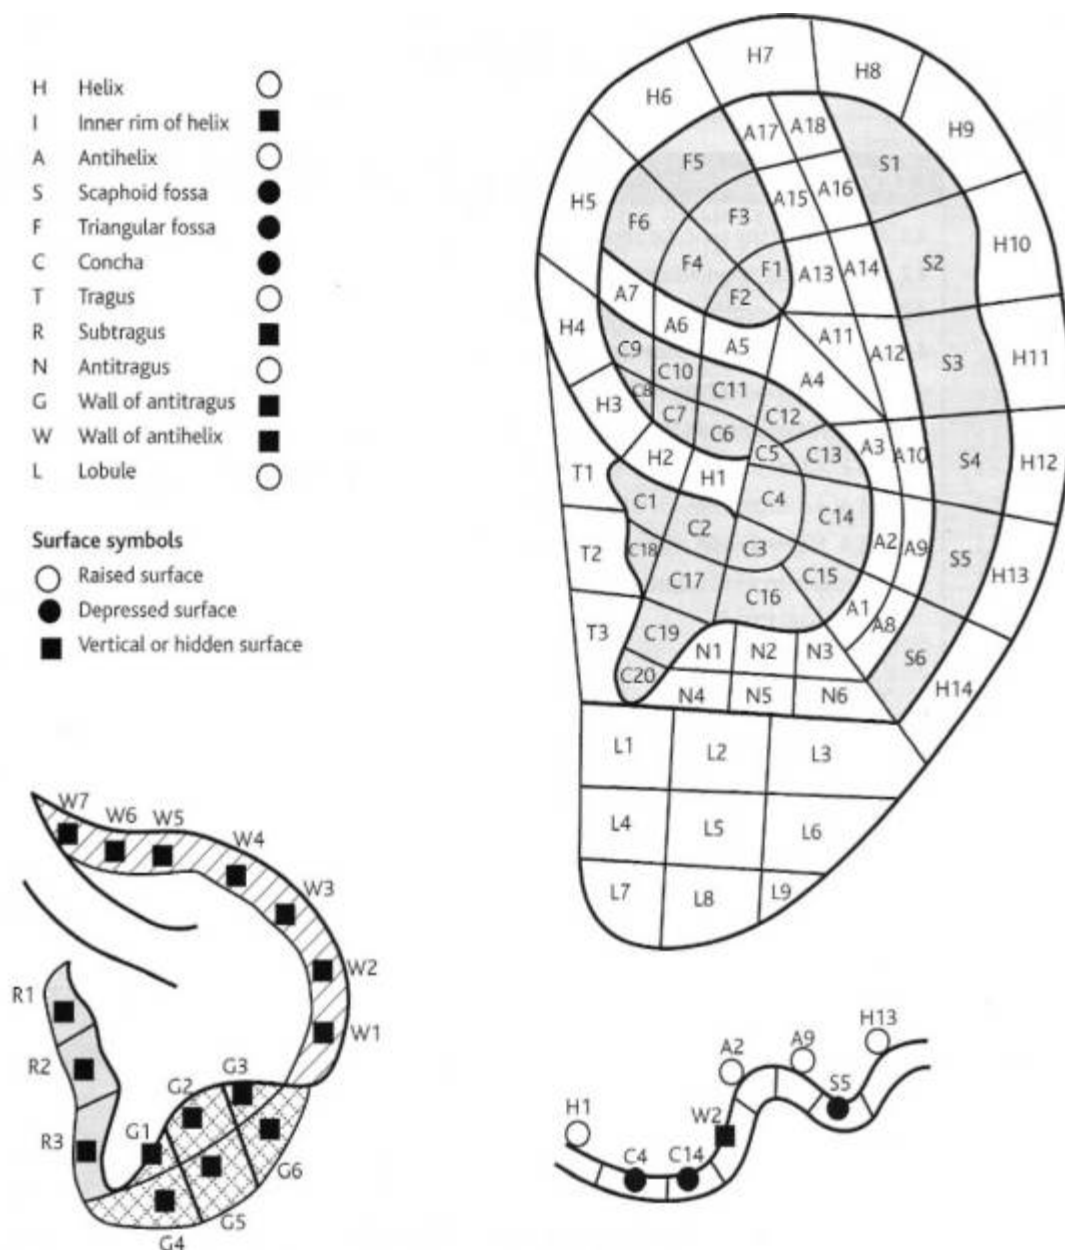 H Helix
I Inner rim of helix
A Antihelix
S Scaphoid fossa
F Triangular fossa
C Concha
T Tragus
R Subtragus
N Antitragus
G Wall of antitragus
W Wall of antihelix
L Lobule
Surface symbols
Raised surface
Depressed surface
Vertical or hidden surface
H7
H8
H6
H9
A17 A18
F5
S1
A15 A16
H5
F6
F3
H10
F4
F1
A13 A14
S2
A7
F2
H4
A6
A5
A11
A12
S3
H11
C9
C10
C11
A4
C8
H3
C7
C6
C12
C5
C13
A3
A10
S4
H12
T1
H2
H1
C1
C4
C14
C2
T2
C18
C3
A2
A9
S5
H13
C17
C16
C15
A1
A8
T3
C19
N1 N2 N3
S6
C20
N4 N5 N6
H14
L1 L2 L3
L4 L5 L6
L7 L8 L9
W7
W6
W5
W4
W3
W2
W1
R1
R2
R3
G1
G2
G3
G4
G5
G6
H1
C4
C14
W2
A2
A9
S5
H13